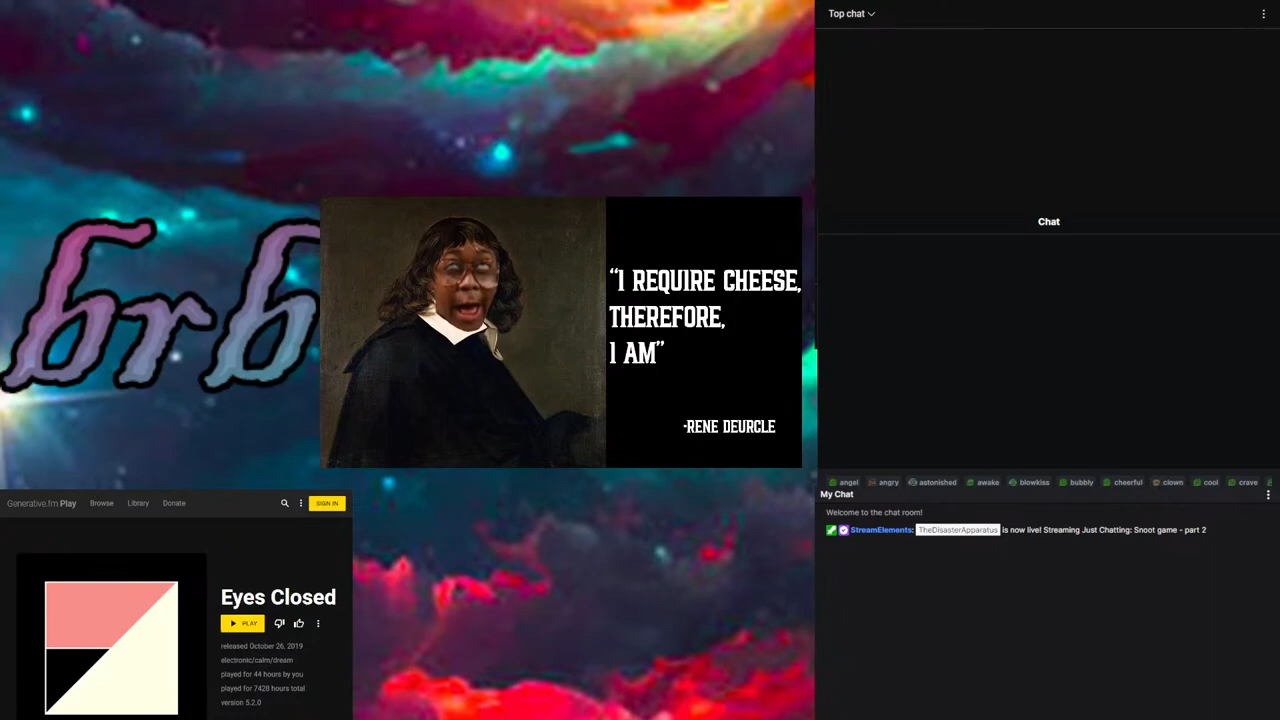 Top chat
Chat
brb
“I REQUIRE CHEESE,
THEREFORE,
I AM”
-RENE DEURCLE
angel angry astonished awake blowkiss bubbly cheerful clown cool crave
My Chat
Welcome to the chat room!
StreamElements: TheDisasterApparatus is now live! Streaming Just Chatting: Snoot game - part 2
Generative.fm Play Browse Library Donate SIGN IN
Eyes Closed
PLAY
released October 26, 2019
electronic/calm/dream
played for 44 hours by you
played for 7428 hours total
version 5.2.0